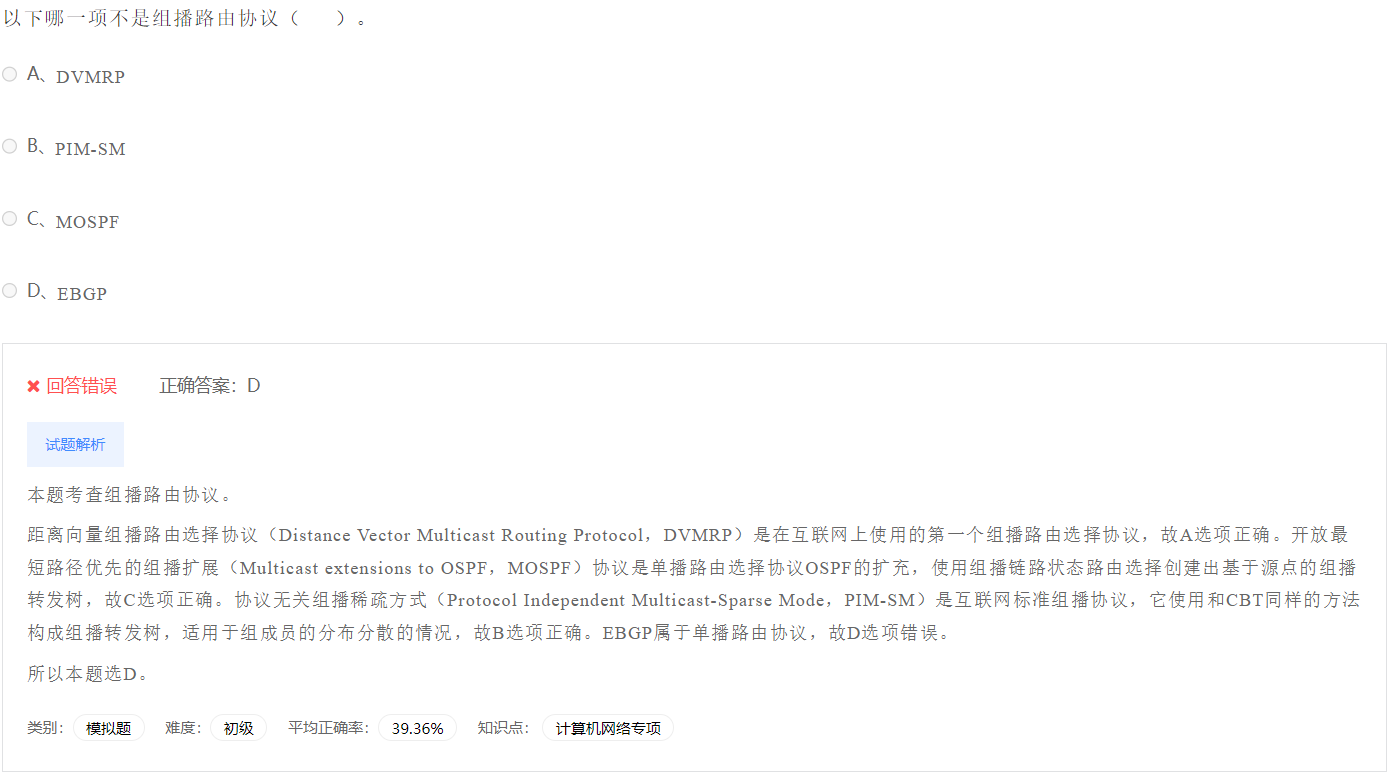 以下哪一项不是组播路由协议（　　）。
A、DVMRP
B、PIM-SM
C、MOSPF
D、EBGP
✖ 回答错误 正确答案：D
试题解析
本题考查组播路由协议。
距离向量组播路由选择协议（Distance Vector Multicast Routing Protocol，DVMRP）是在互联网上使用的第一个组播路由选择协议，故A选项正确。开放最
短路径优先的组播扩展（Multicast extensions to OSPF，MOSPF）协议是单播路由选择协议OSPF的扩充，使用组播链路状态路由选择创建出基于源点的组播
转发树，故C选项正确。协议无关组播稀疏方式（Protocol Independent Multicast-Sparse Mode，PIM-SM）是互联网标准组播协议，它使用和CBT同样的方法
构成组播转发树，适用于组成员的分布分散的情况，故B选项正确。EBGP属于单播路由协议，故D选项错误。
所以本题选D。
类别： 模拟题 难度： 初级 平均正确率： 39.36% 知识点： 计算机网络专项